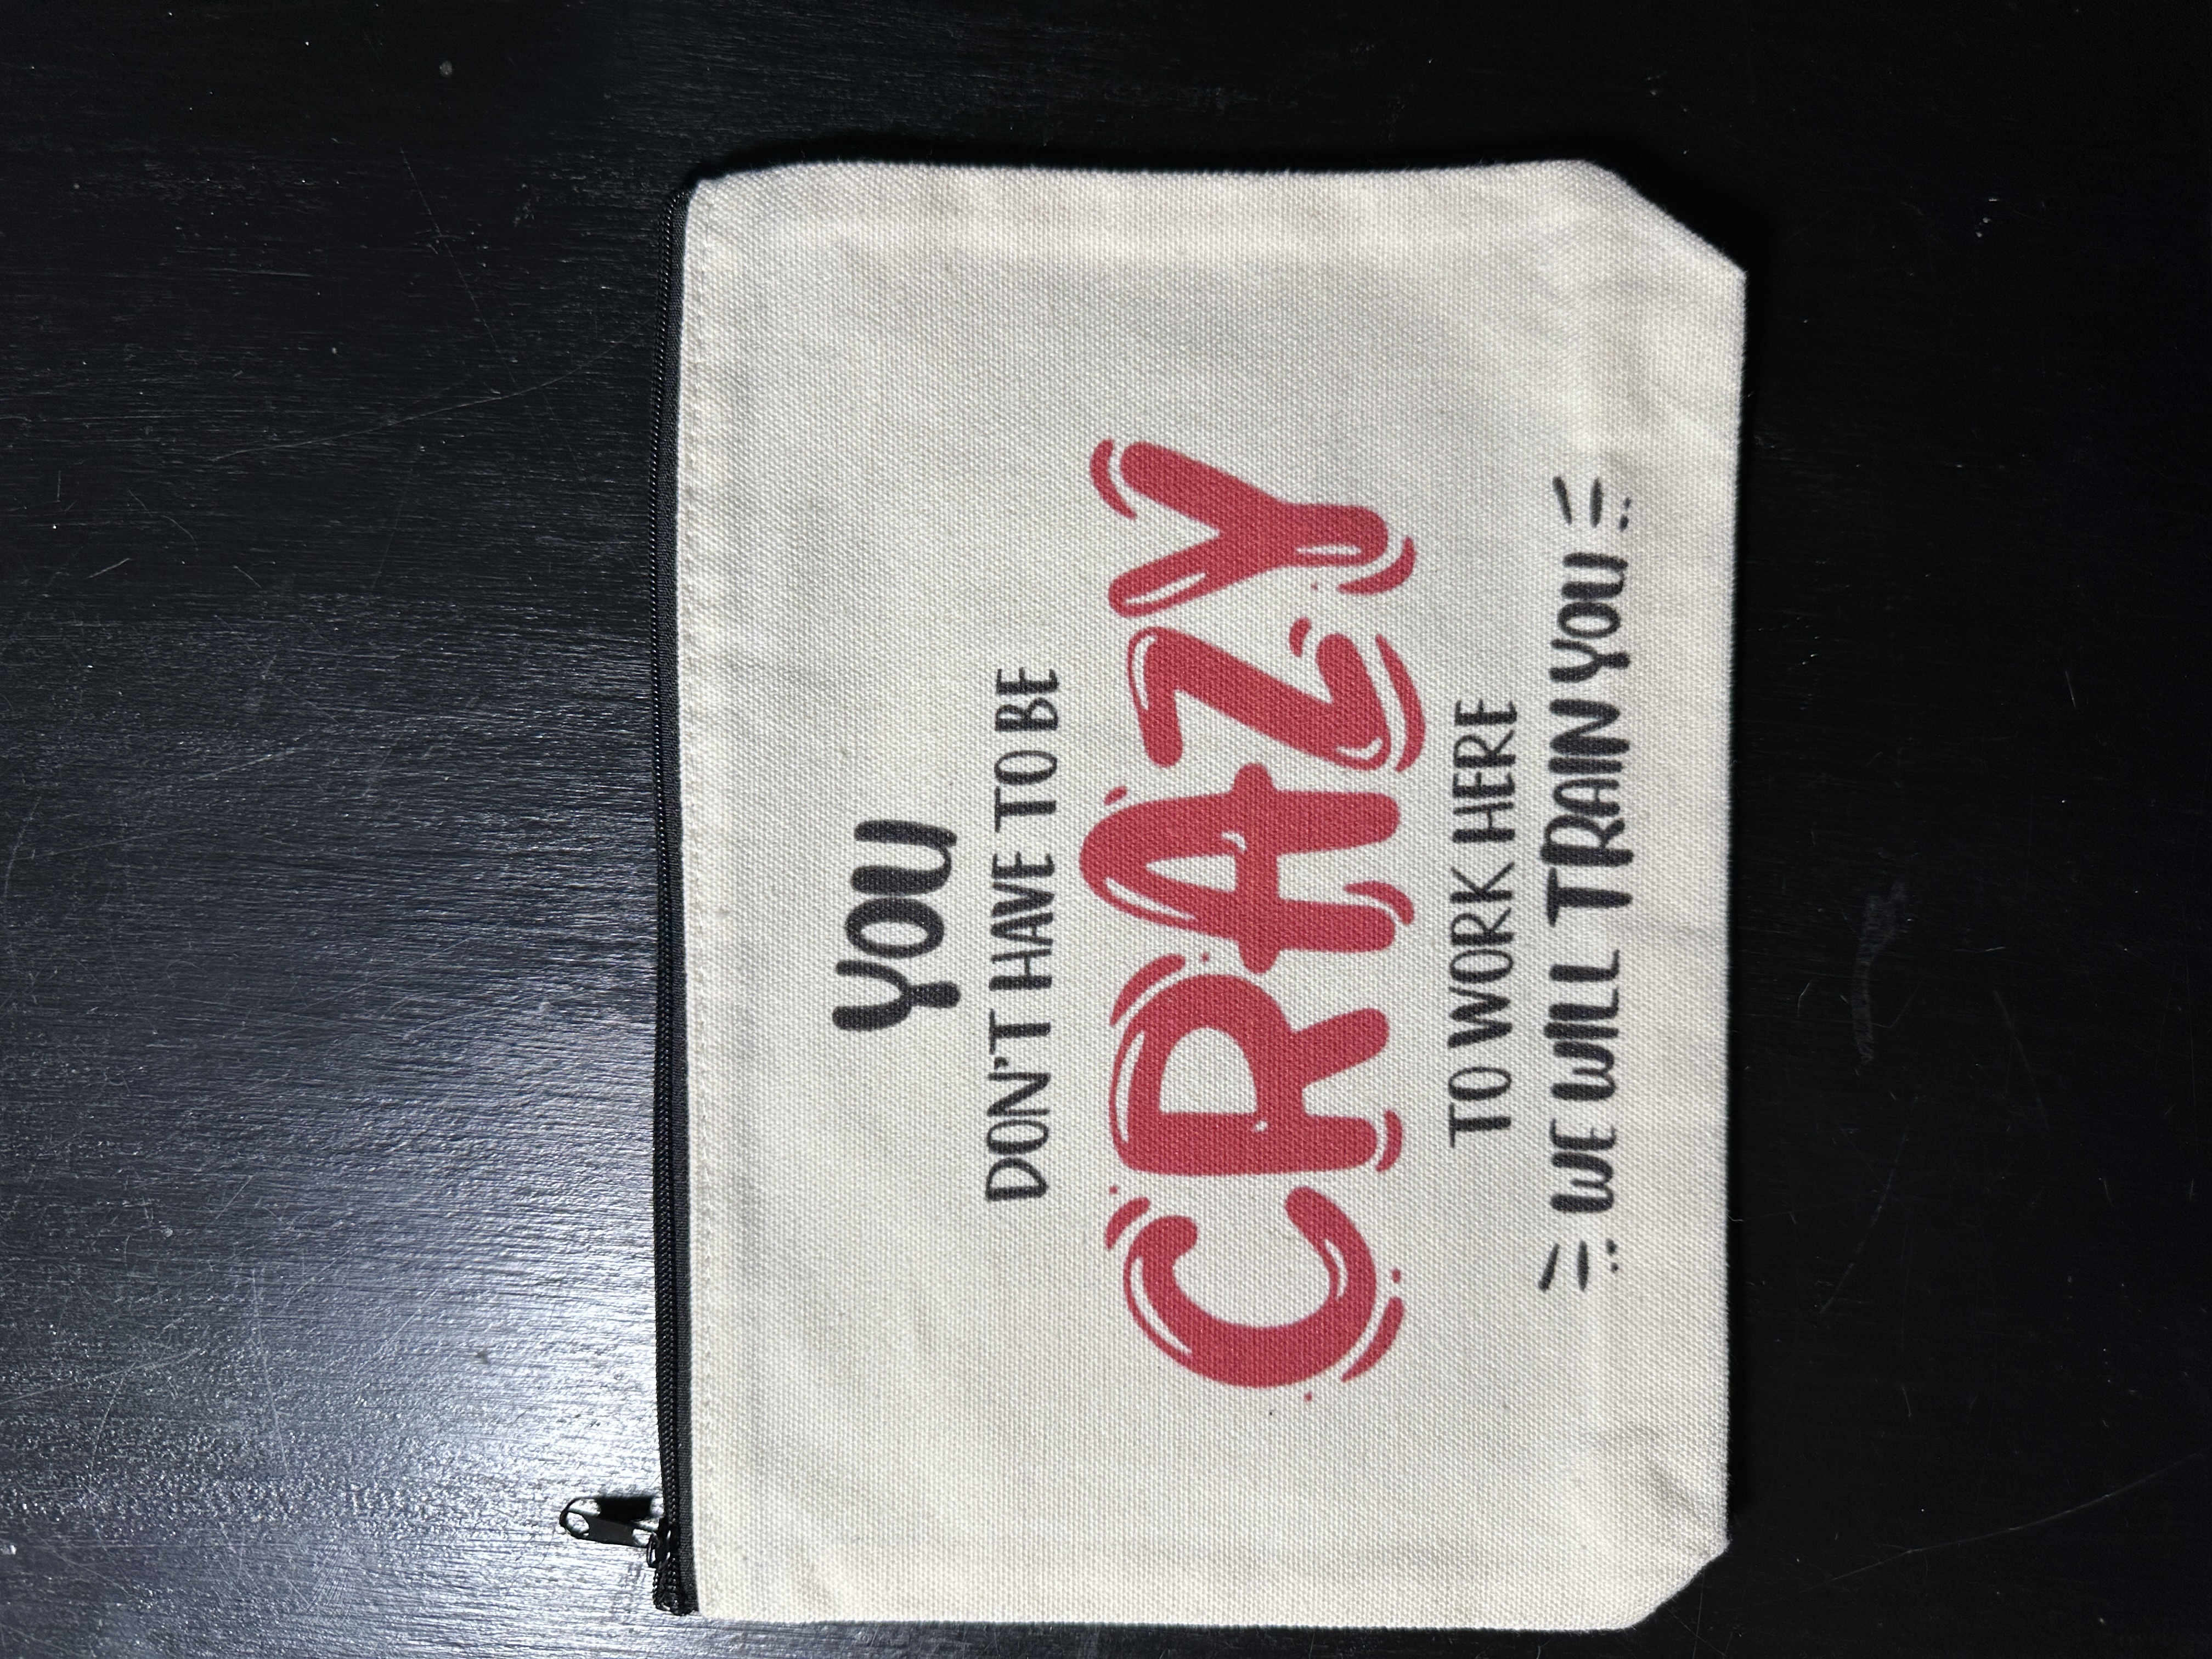 YOU
DON'T HAVE TO BE
CRAZY
TO WORK HERE
WE WILL TRAIN YOU